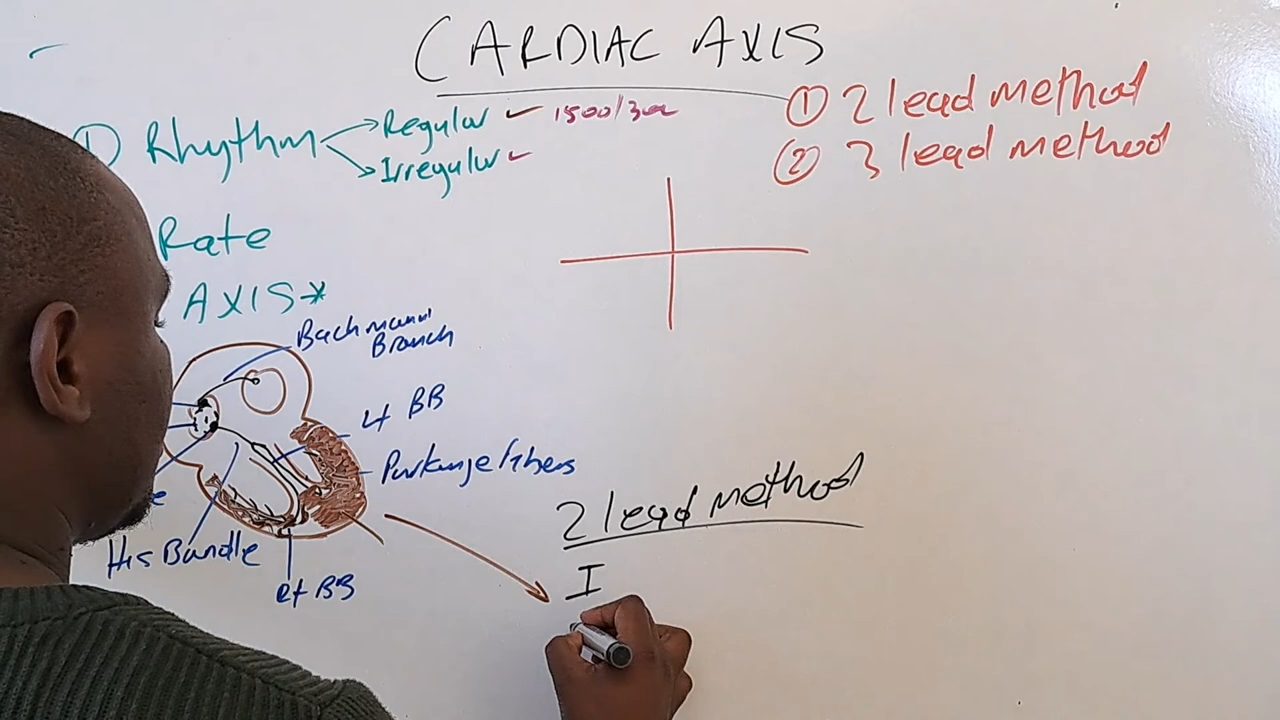 CARDIAC AXIS
① 2 lead method
② 3 lead method
① Rhythm
Regular ✓ 1500/300
Irregular ✓
Rate
AXIS*
Bachmann
Branch
Lt BB
Purkinje fibers
His Bundle
Rt BB
2 lead method
I